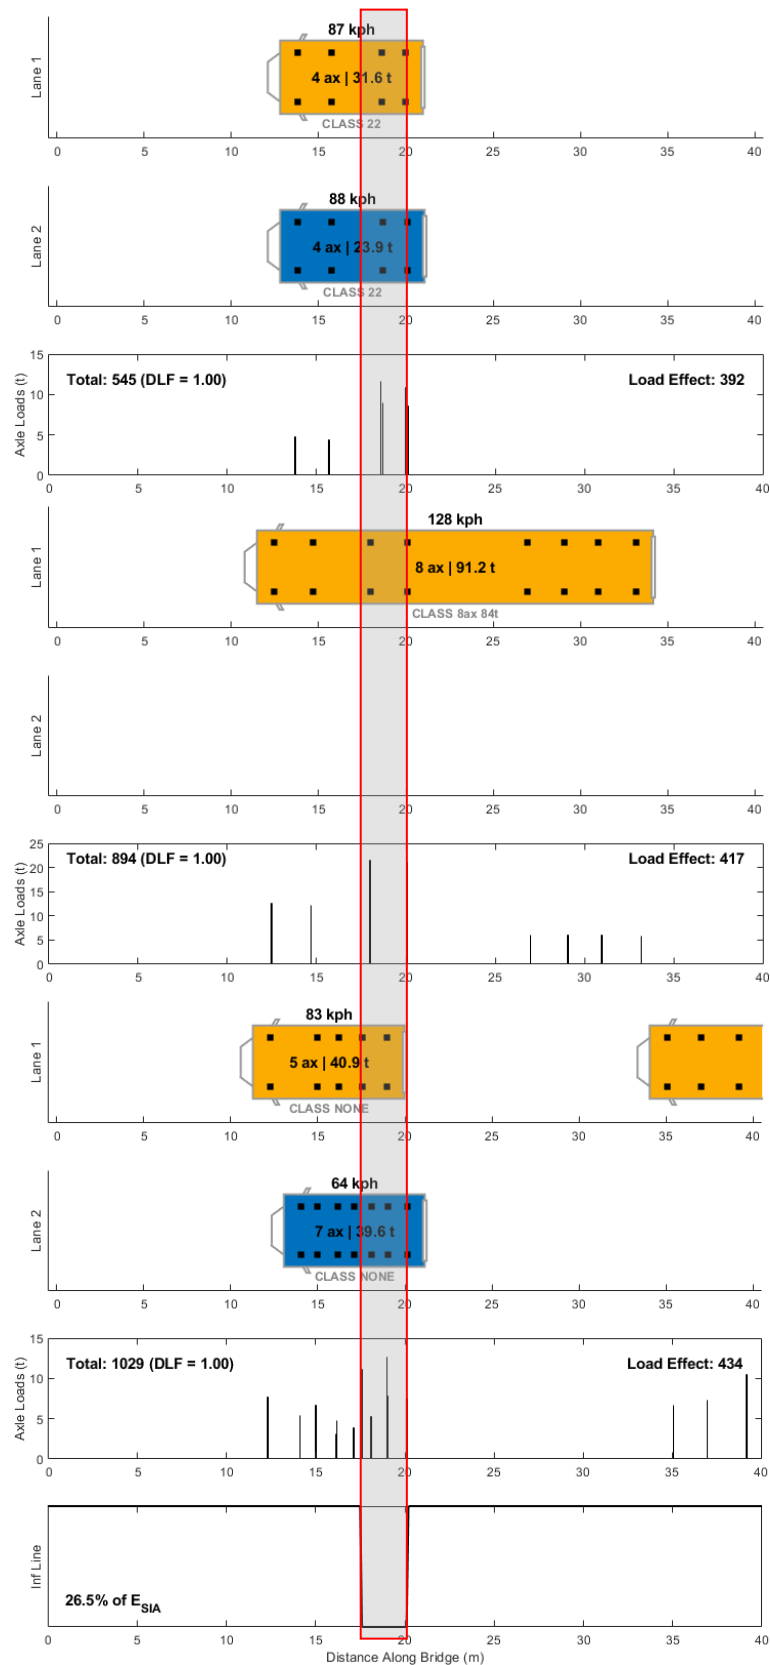 87 kph
Lane 1
4 ax | 31.6 t
CLASS 22
0 5 10 15 20 25 30 35 40
88 kph
Lane 2
4 ax | 23.9 t
CLASS 22
0 5 10 15 20 25 30 35 40
Axle Loads (t)
15
10
5
0
Total: 545 (DLF = 1.00) Load Effect: 392
0 5 10 15 20 25 30 35 40
128 kph
Lane 1
8 ax | 91.2 t
CLASS 8ax 84t
0 5 10 15 20 25 30 35 40
Lane 2
0 5 10 15 20 25 30 35 40
Axle Loads (t)
25
20
15
10
5
0
Total: 894 (DLF = 1.00) Load Effect: 417
0 5 10 15 20 25 30 35 40
83 kph
Lane 1
5 ax | 40.9 t
CLASS NONE
0 5 10 15 20 25 30 35 40
64 kph
Lane 2
7 ax | 39.6 t
CLASS NONE
0 5 10 15 20 25 30 35 40
Axle Loads (t)
15
10
5
0
Total: 1029 (DLF = 1.00) Load Effect: 434
0 5 10 15 20 25 30 35 40
Inf Line
26.5% of E_SIA
0 5 10 15 20 25 30 35 40
Distance Along Bridge (m)